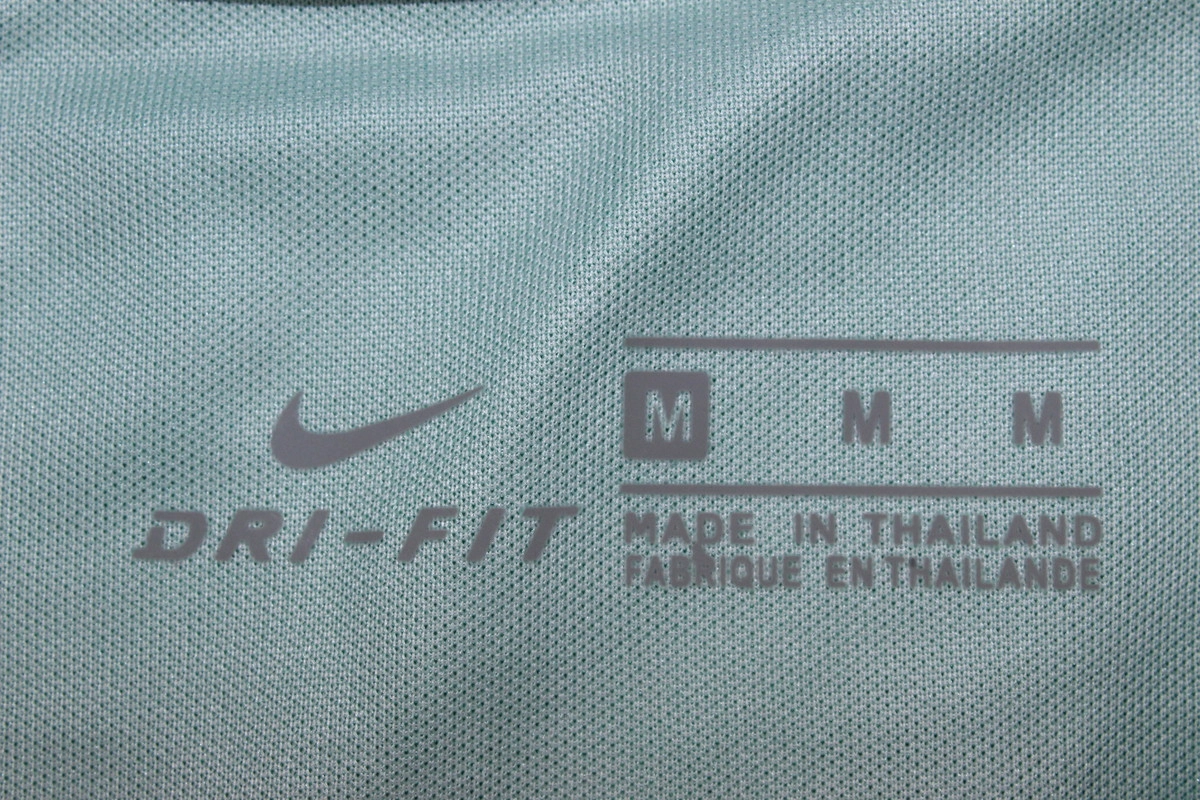 DRI-FIT
M M M
MADE IN THAILAND
FABRIQUE EN THAILANDE